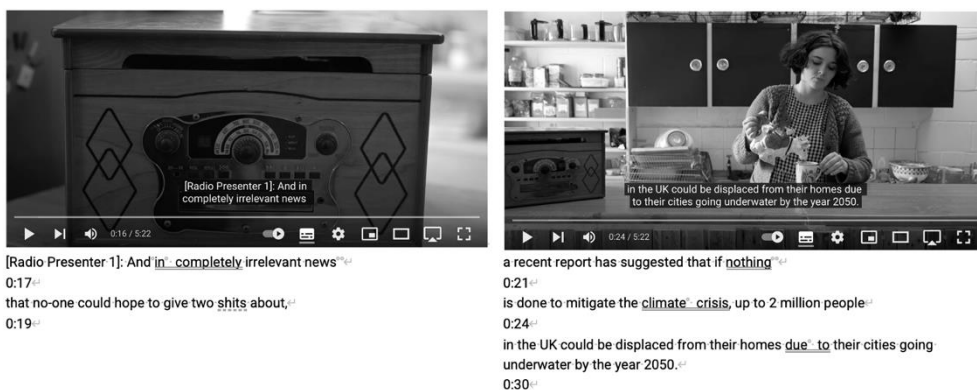 [Radio Presenter 1]: And in
completely irrelevant news
0:16 / 5:22
[Radio Presenter 1]: And in completely irrelevant news
0:17
that no-one could hope to give two shits about,
0:19
in the UK could be displaced from their homes due
to their cities going underwater by the year 2050.
0:24 / 5:22
a recent report has suggested that if nothing
0:21
is done to mitigate the climate crisis, up to 2 million people
0:24
in the UK could be displaced from their homes due to their cities going
underwater by the year 2050.
0:30